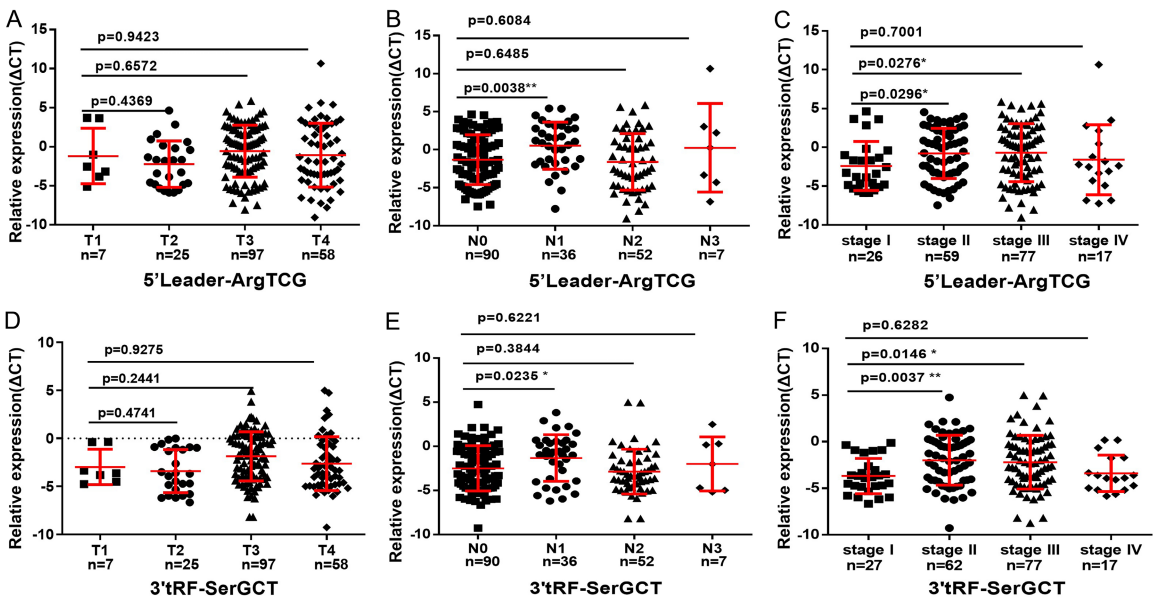 A
Relative expression(ΔCT)
15
10
5
0
-5
-10
p=0.9423
p=0.6572
p=0.4369
T1
n=7
T2
n=25
T3
n=97
T4
n=58
5'Leader-ArgTCG
B
Relative expression(ΔCT)
15
10
5
0
-5
-10
p=0.6084
p=0.6485
p=0.0038**
N0
n=90
N1
n=36
N2
n=52
N3
n=7
5'Leader-ArgTCG
C
Relative expression(ΔCT)
15
10
5
0
-5
-10
p=0.7001
p=0.0276*
p=0.0296*
stage I
n=26
stage II
n=59
stage III
n=77
stage IV
n=17
5'Leader-ArgTCG
D
Relative expression(ΔCT)
10
5
0
-5
-10
p=0.9275
p=0.2441
p=0.4741
T1
n=7
T2
n=25
T3
n=97
T4
n=58
3'tRF-SerGCT
E
Relative expression(ΔCT)
10
5
0
-5
-10
p=0.6221
p=0.3844
p=0.0235 *
N0
n=90
N1
n=36
N2
n=52
N3
n=7
3'tRF-SerGCT
F
Relative expression(ΔCT)
10
5
0
-5
-10
p=0.6282
p=0.0146 *
p=0.0037 **
stage I
n=27
stage II
n=62
stage III
n=77
stage IV
n=17
3'tRF-SerGCT